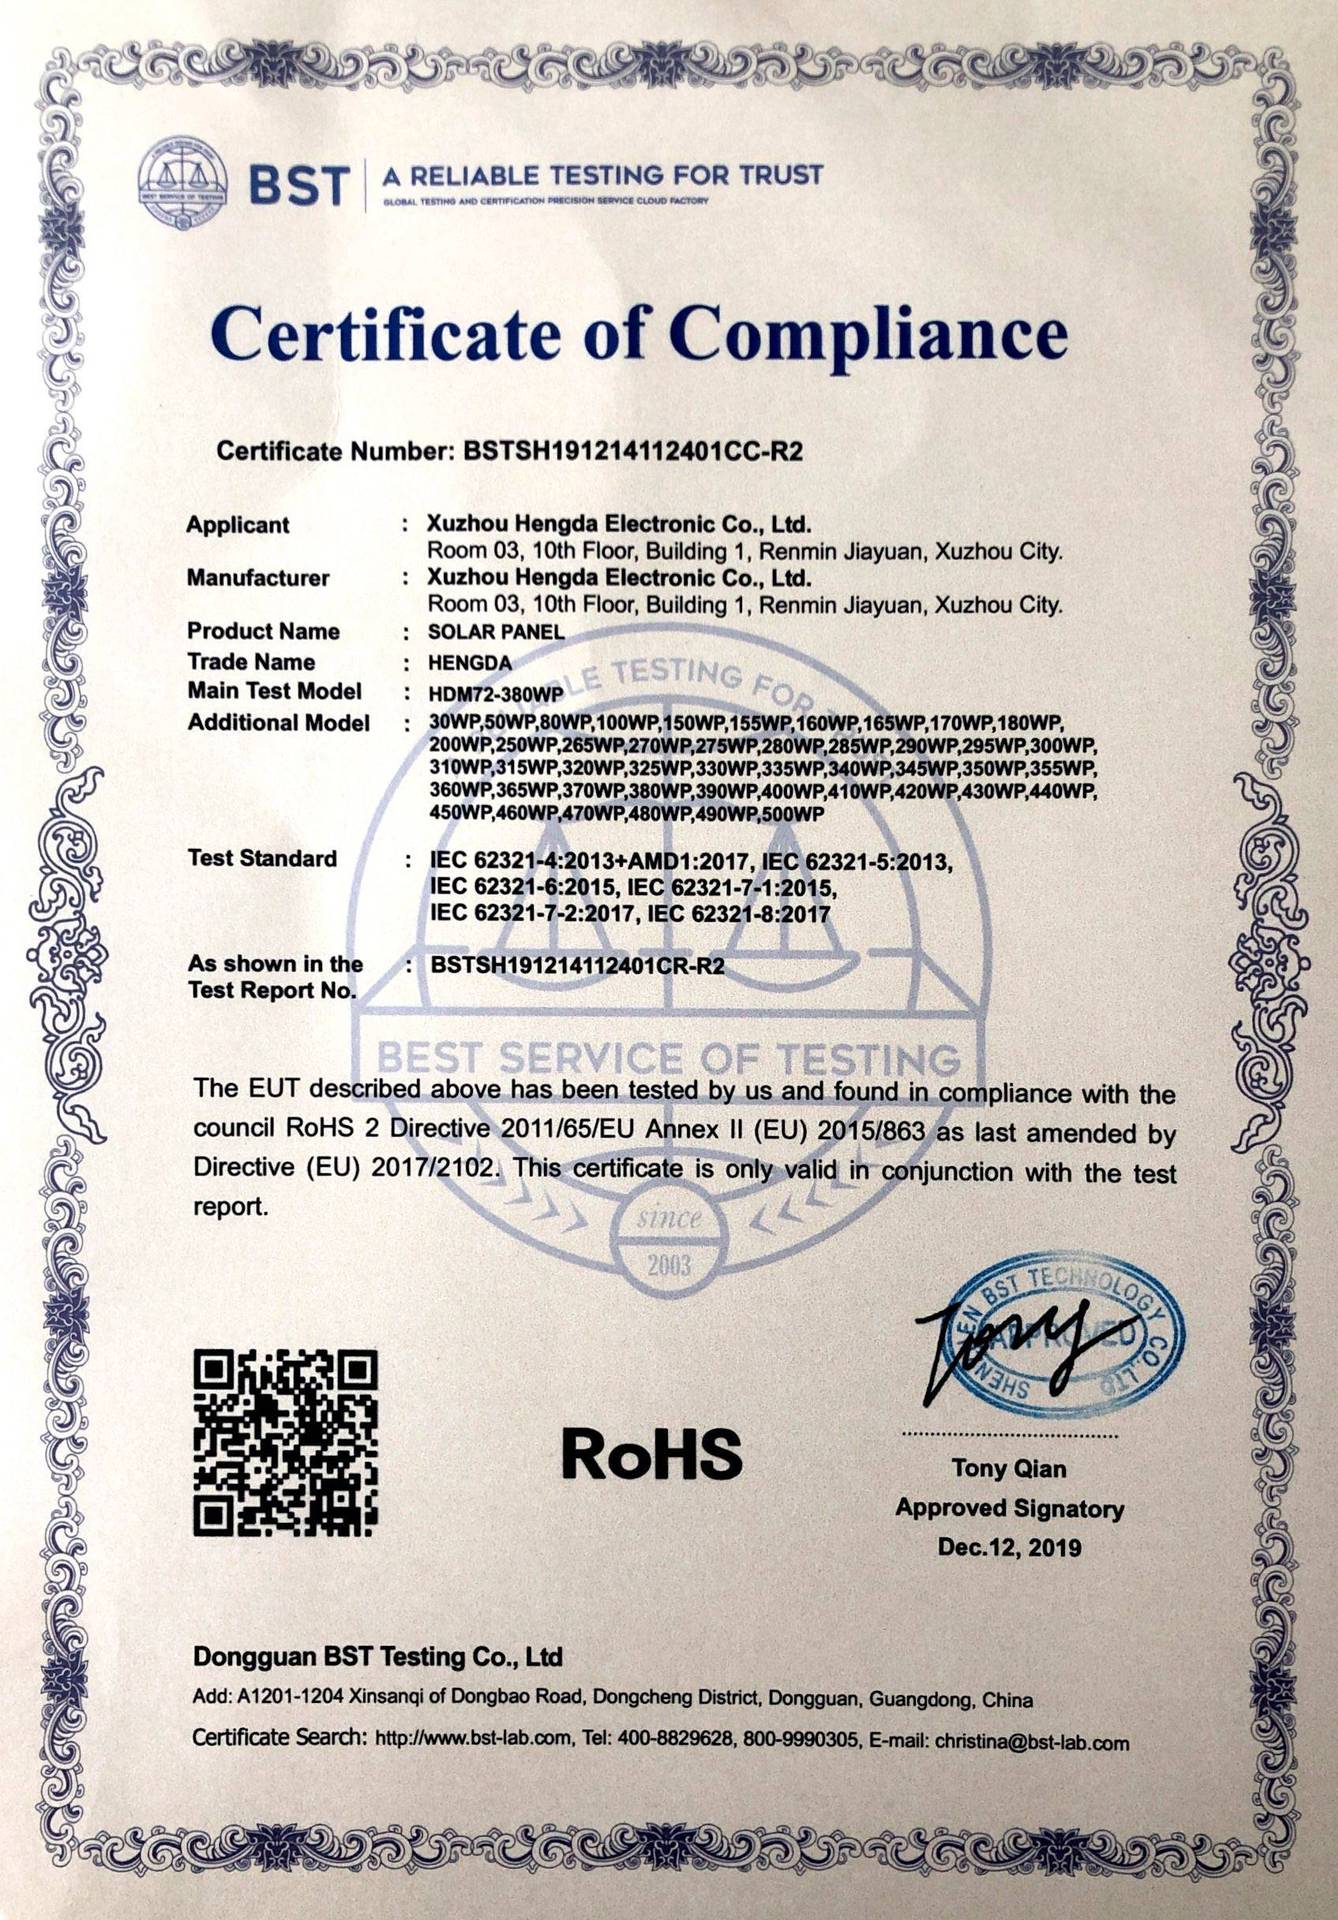 BST
A RELIABLE TESTING FOR TRUST
GLOBAL TESTING AND CERTIFICATION PRECISION SERVICE CLOUD FACTORY
BEST SERVICE OF TESTING
Certificate of Compliance
Certificate Number: BSTSH191214112401CC-R2
Applicant : Xuzhou Hengda Electronic Co., Ltd.
Room 03, 10th Floor, Building 1, Renmin Jiayuan, Xuzhou City.
Manufacturer : Xuzhou Hengda Electronic Co., Ltd.
Room 03, 10th Floor, Building 1, Renmin Jiayuan, Xuzhou City.
Product Name : SOLAR PANEL
Trade Name : HENGDA
Main Test Model : HDM72-380WP
Additional Model : 30WP,50WP,80WP,100WP,150WP,155WP,160WP,165WP,170WP,180WP,
200WP,250WP,265WP,270WP,275WP,280WP,285WP,290WP,295WP,300WP,
310WP,315WP,320WP,325WP,330WP,335WP,340WP,345WP,350WP,355WP,
360WP,365WP,370WP,380WP,390WP,400WP,410WP,420WP,430WP,440WP,
450WP,460WP,470WP,480WP,490WP,500WP
Test Standard : IEC 62321-4:2013+AMD1:2017, IEC 62321-5:2013,
IEC 62321-6:2015, IEC 62321-7-1:2015,
IEC 62321-7-2:2017, IEC 62321-8:2017
As shown in the : BSTSH191214112401CR-R2
Test Report No.
RELIABLE TESTING FOR
BEST SERVICE OF TESTING
The EUT described above has been tested by us and found in compliance with the
council RoHS 2 Directive 2011/65/EU Annex II (EU) 2015/863 as last amended by
Directive (EU) 2017/2102. This certificate is only valid in conjunction with the test
report.
since
2003
SHENZHEN BST TECHNOLOGY CO.,LTD
APPROVED
Tony
RoHS
Tony Qian
Approved Signatory
Dec.12, 2019
Dongguan BST Testing Co., Ltd
Add: A1201-1204 Xinsanqi of Dongbao Road, Dongcheng District, Dongguan, Guangdong, China
Certificate Search: http://www.bst-lab.com, Tel: 400-8829628, 800-9990305, E-mail: christina@bst-lab.com